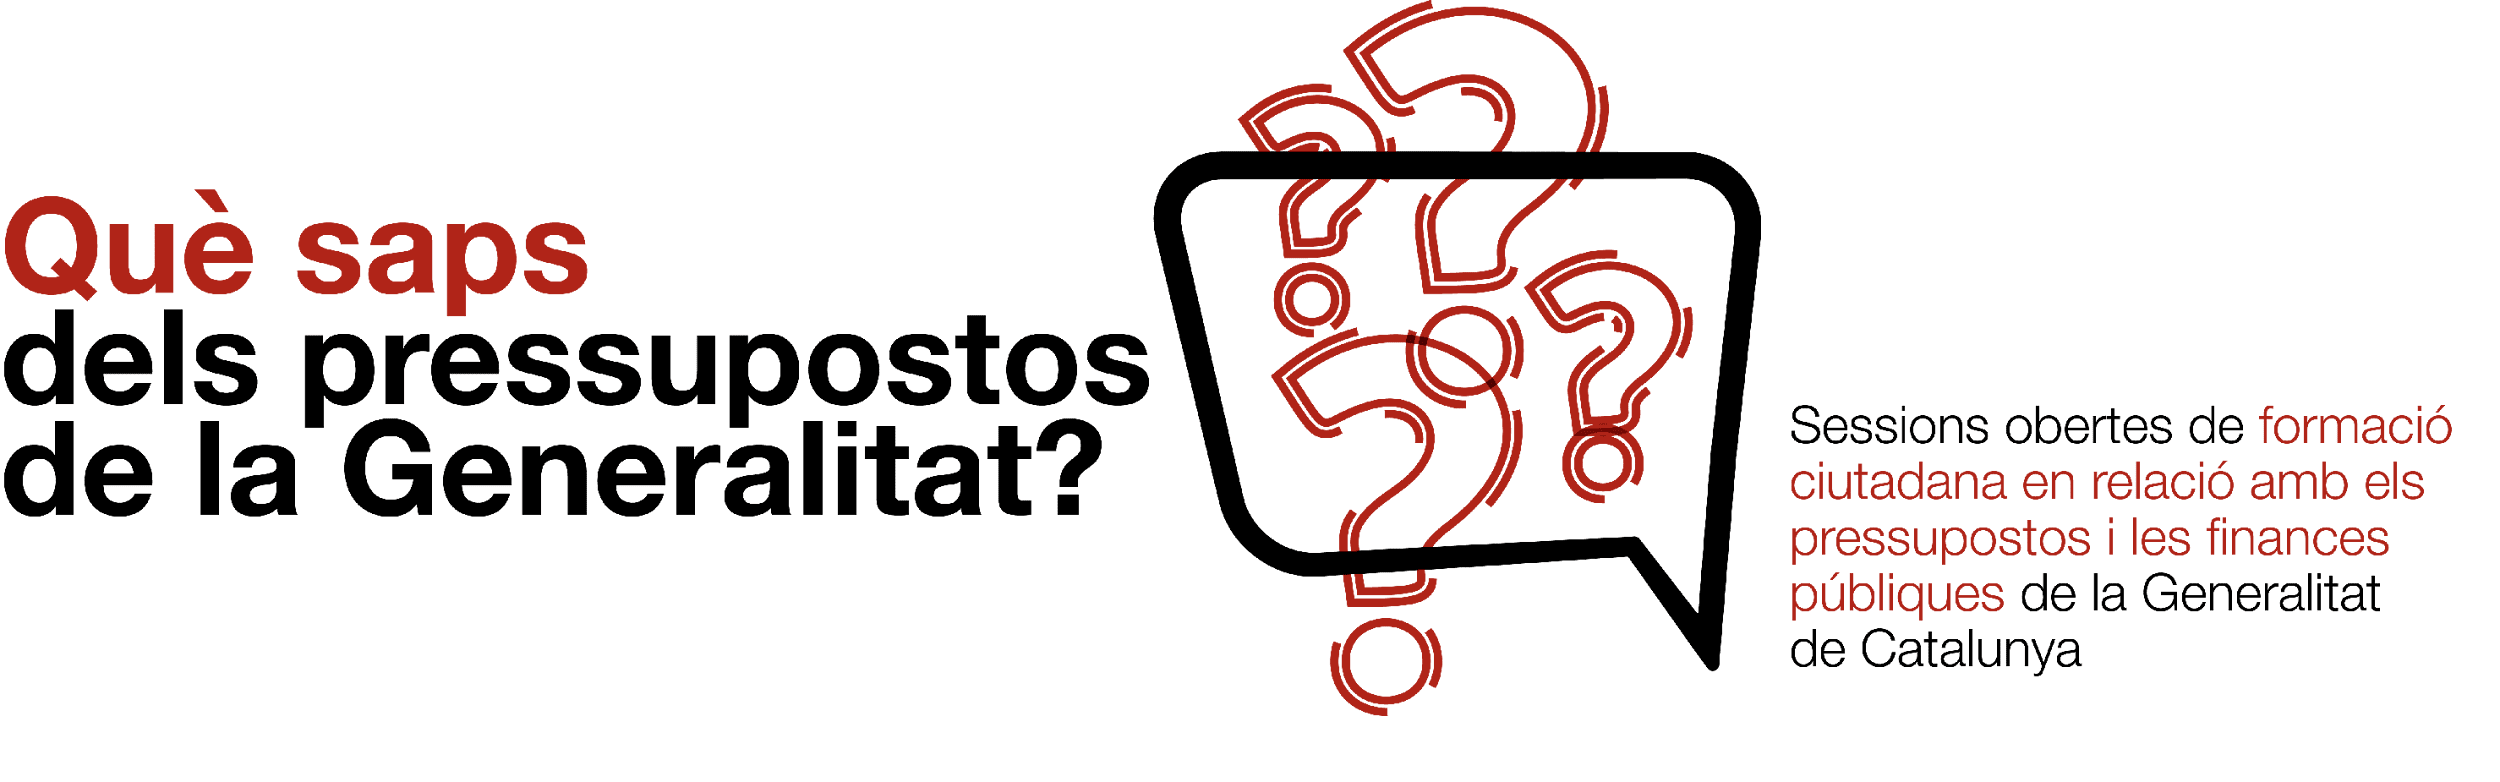 Què saps
dels pressupostos
de la Generalitat?
Sessions obertes de formació
ciutadana en relació amb els
pressupostos i les finances
públiques de la Generalitat
de Catalunya